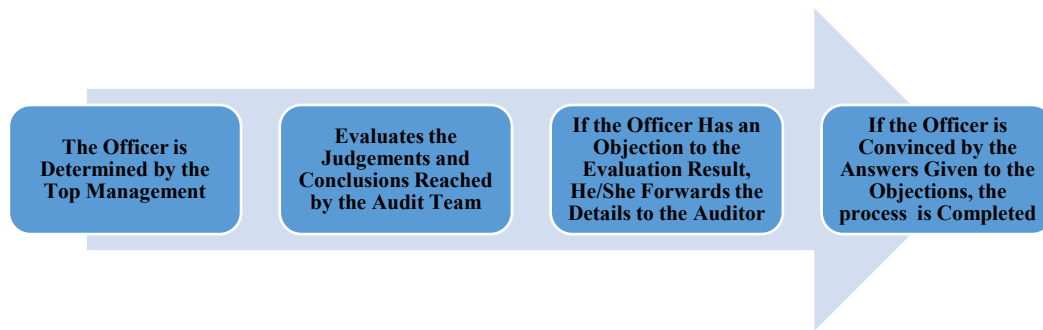 The Officer is
Determined by the
Top Management
Evaluates the
Judgements and
Conclusions Reached
by the Audit Team
If the Officer Has an
Objection to the
Evaluation Result,
He/She Forwards the
Details to the Auditor
If the Officer is
Convinced by the
Answers Given to the
Objections, the
process is Completed